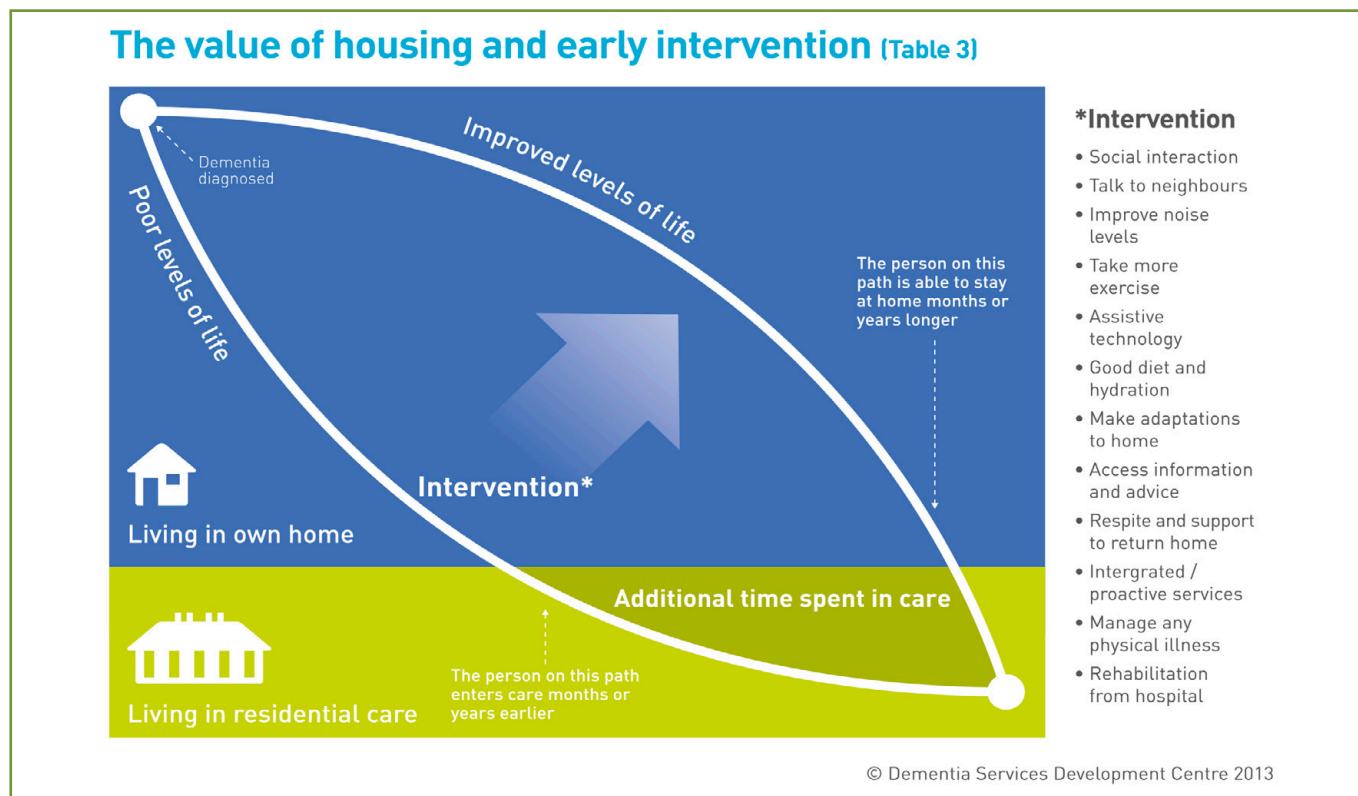 The value of housing and early intervention (Table 3)
Dementia
diagnosed
Improved levels of life
Poor levels of life
The person on this
path is able to stay
at home months or
years longer
Intervention*
Living in own home
Additional time spent in care
The person on this path
enters care months or
years earlier
Living in residential care
*Intervention
• Social interaction
• Talk to neighbours
• Improve noise
levels
• Take more
exercise
• Assistive
technology
• Good diet and
hydration
• Make adaptations
to home
• Access information
and advice
• Respite and support
to return home
• Intergrated /
proactive services
• Manage any
physical illness
• Rehabilitation
from hospital
© Dementia Services Development Centre 2013